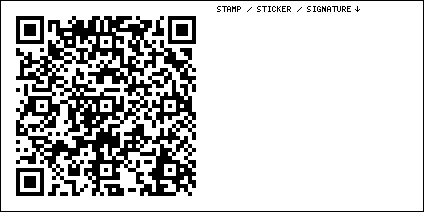 STAMP / STICKER / SIGNATURE ↓